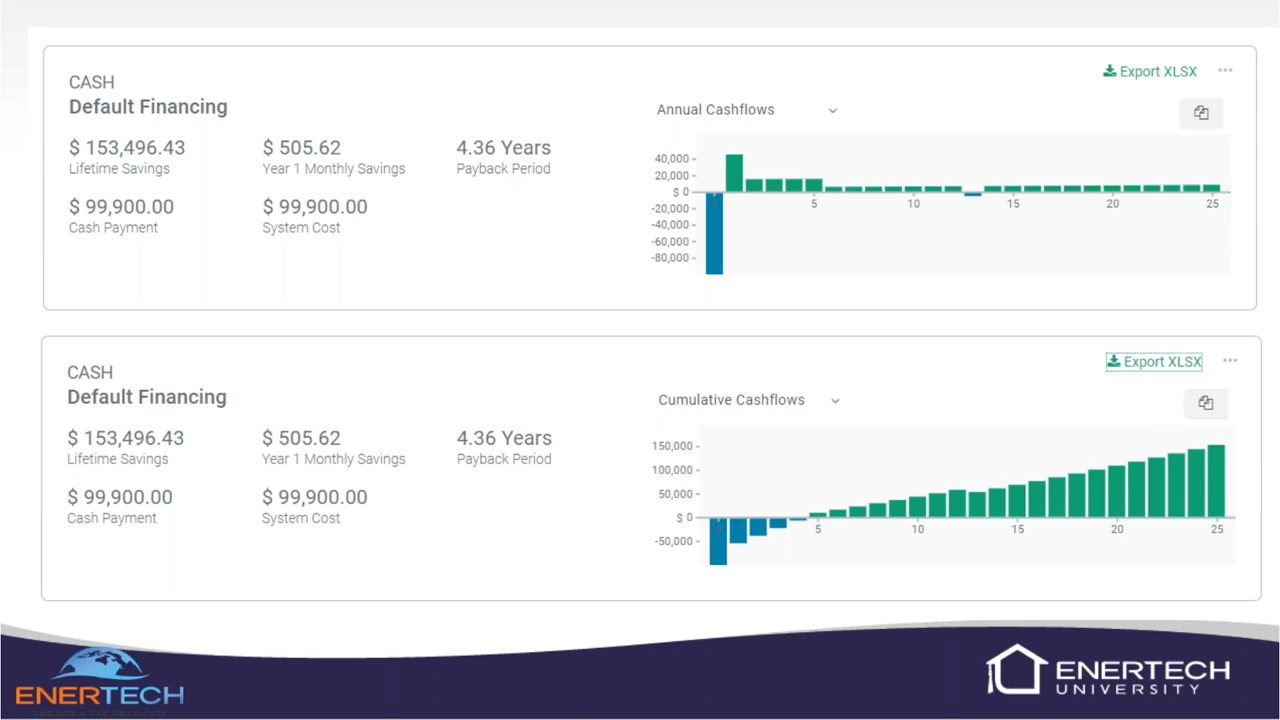 CASH
Default Financing
$ 153,496.43
Lifetime Savings
$ 505.62
Year 1 Monthly Savings
4.36 Years
Payback Period
$ 99,900.00
Cash Payment
$ 99,900.00
System Cost
Export XLSX
Annual Cashflows
40,000
20,000
$ 0
-20,000
-40,000
-60,000
-80,000
0
5
10
15
20
25
CASH
Default Financing
$ 153,496.43
Lifetime Savings
$ 505.62
Year 1 Monthly Savings
4.36 Years
Payback Period
$ 99,900.00
Cash Payment
$ 99,900.00
System Cost
Export XLSX
Cumulative Cashflows
150,000
100,000
50,000
$ 0
-50,000
0
5
10
15
20
25
ENERTECH
ENERTECH
UNIVERSITY